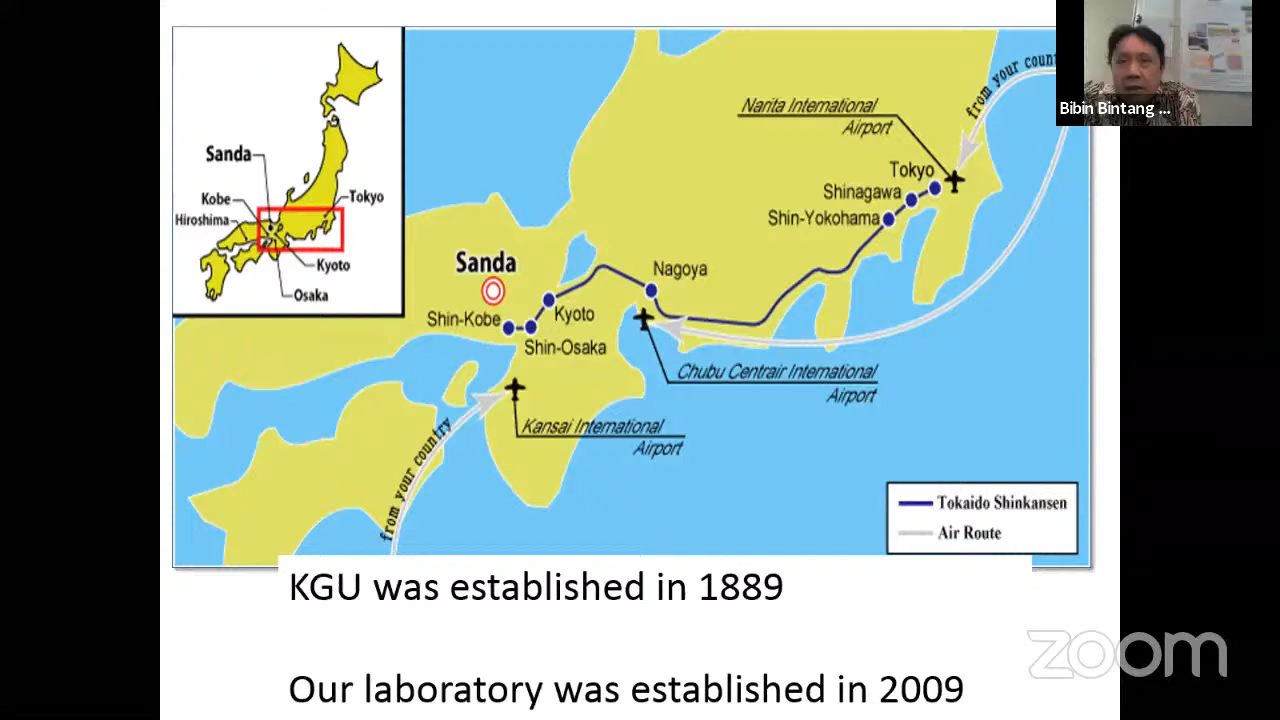 Sanda
Kobe
Hiroshima
Tokyo
Kyoto
Osaka
Narita International
Airport
from your count
Bibin Bintang ...
Tokyo
Shinagawa
Shin-Yokohama
Sanda
Nagoya
Shin-Kobe
Kyoto
Shin-Osaka
Chubu Centrair International
Airport
Kansai International
Airport
from your country
Tokaido Shinkansen
Air Route
KGU was established in 1889
Our laboratory was established in 2009
zoom